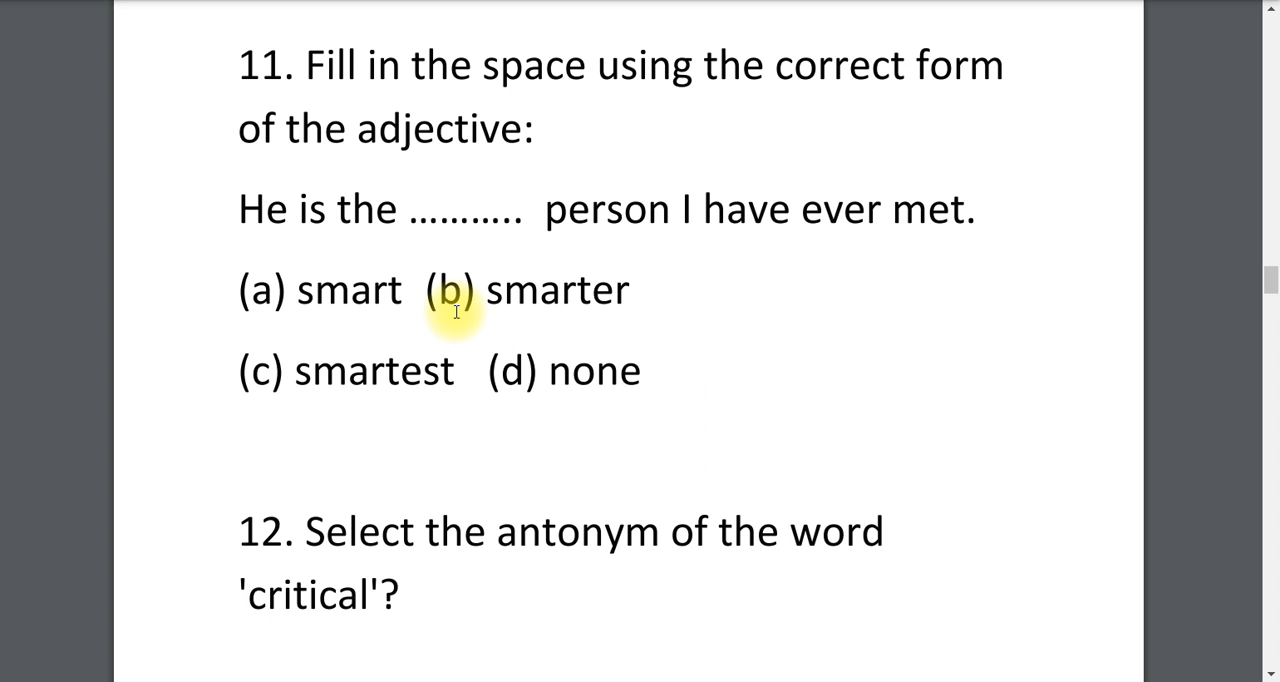 11. Fill in the space using the correct form
of the adjective:
He is the ……….. person I have ever met.
(a) smart (b) smarter
(c) smartest (d) none
12. Select the antonym of the word
'critical'?